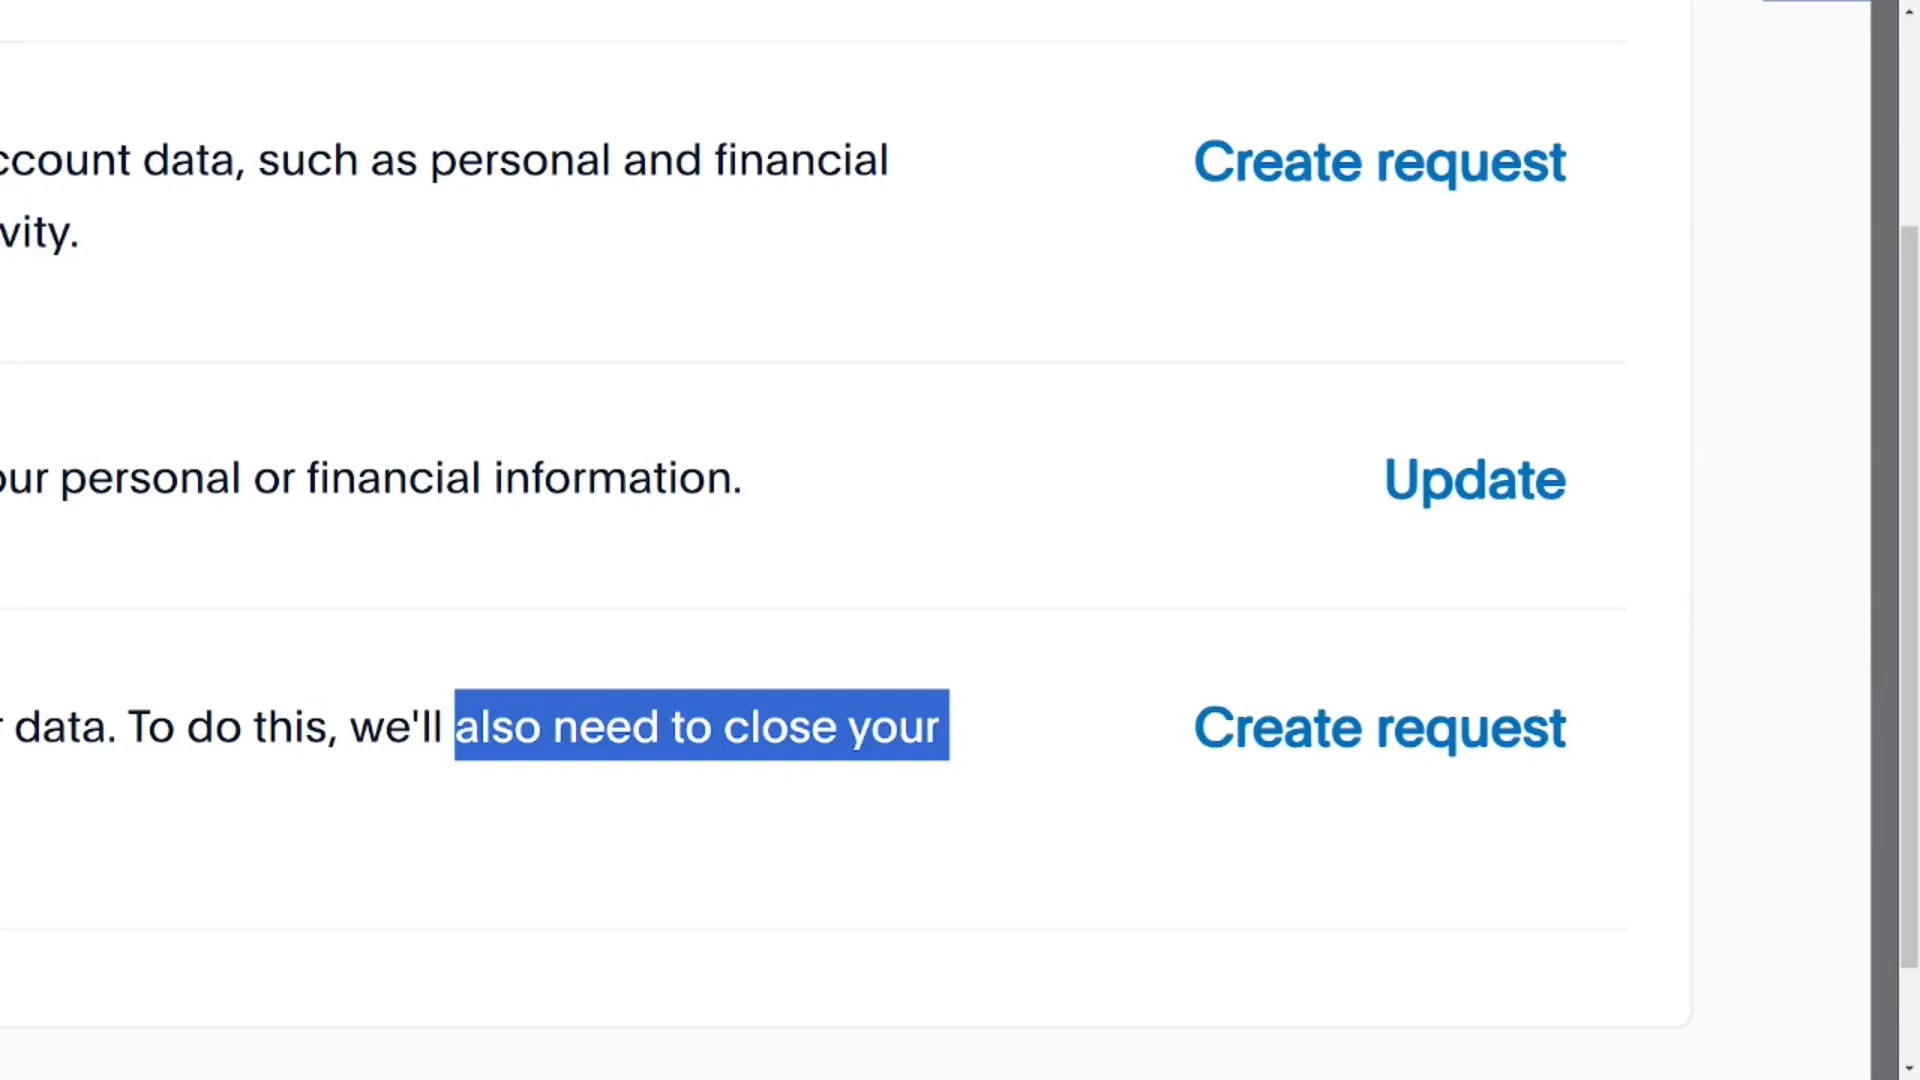 ccount data, such as personal and financial
Create request
vity.
our personal or financial information.
Update
data. To do this, we'll also need to close your
Create request